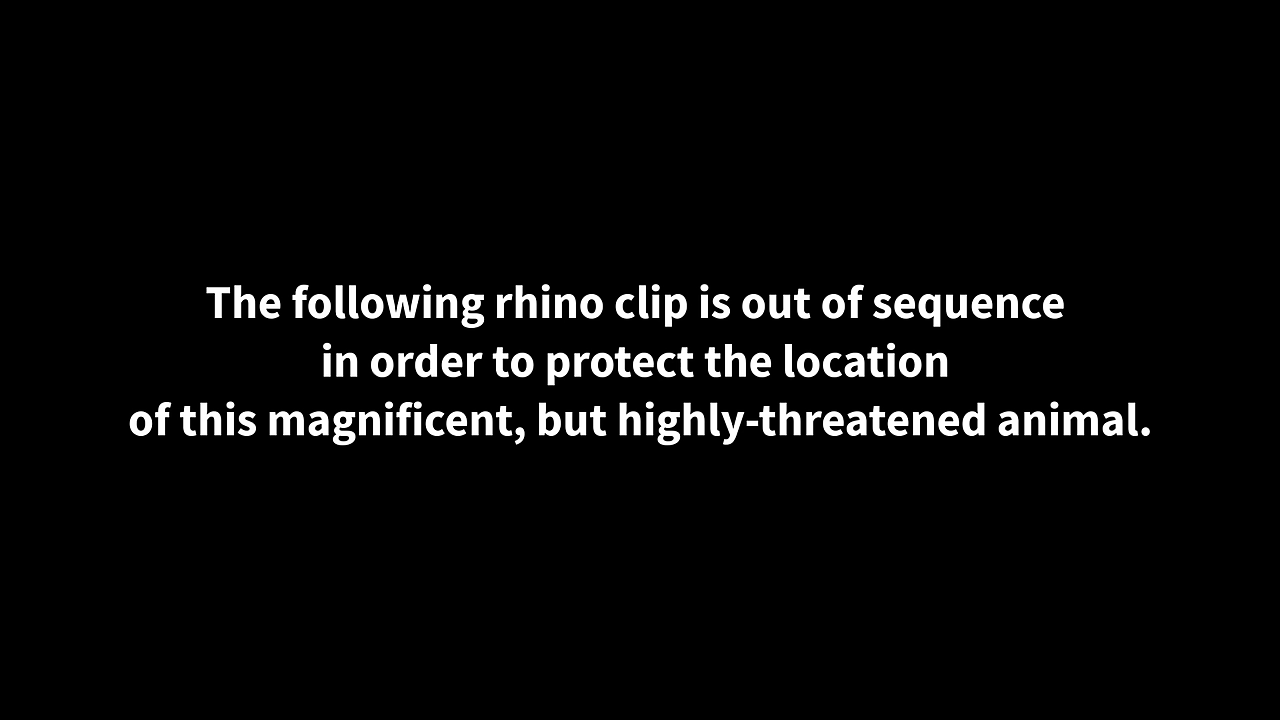 The following rhino clip is out of sequence
in order to protect the location
of this magnificent, but highly-threatened animal.